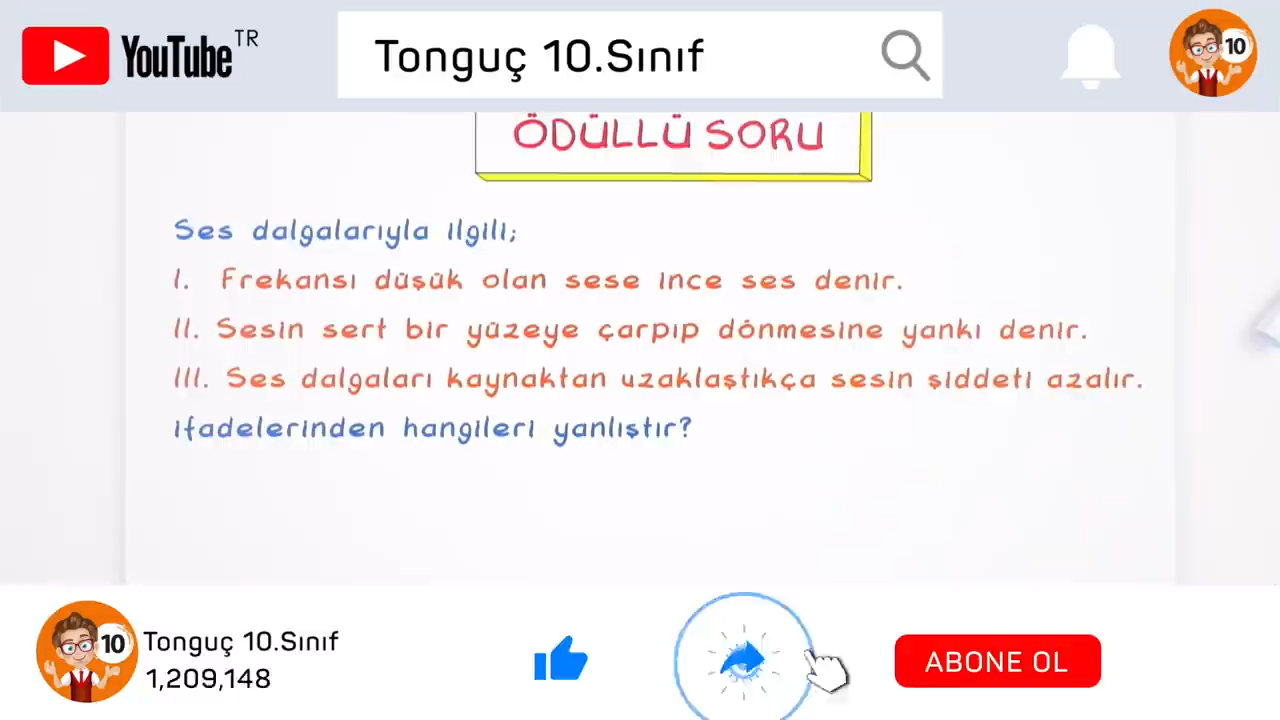 YouTube TR
Tonguç 10.Sınıf
10
ÖDÜLLÜ SORU
Ses dalgalarıyla ilgili;
I. Frekansı düşük olan sese ince ses denir.
II. Sesin sert bir yüzeye çarpıp dönmesine yankı denir.
III. Ses dalgaları kaynaktan uzaklaştıkça sesin şiddeti azalır.
ifadelerinden hangileri yanlıştır?
10
Tonguç 10.Sınıf
1,209,148
ABONE OL